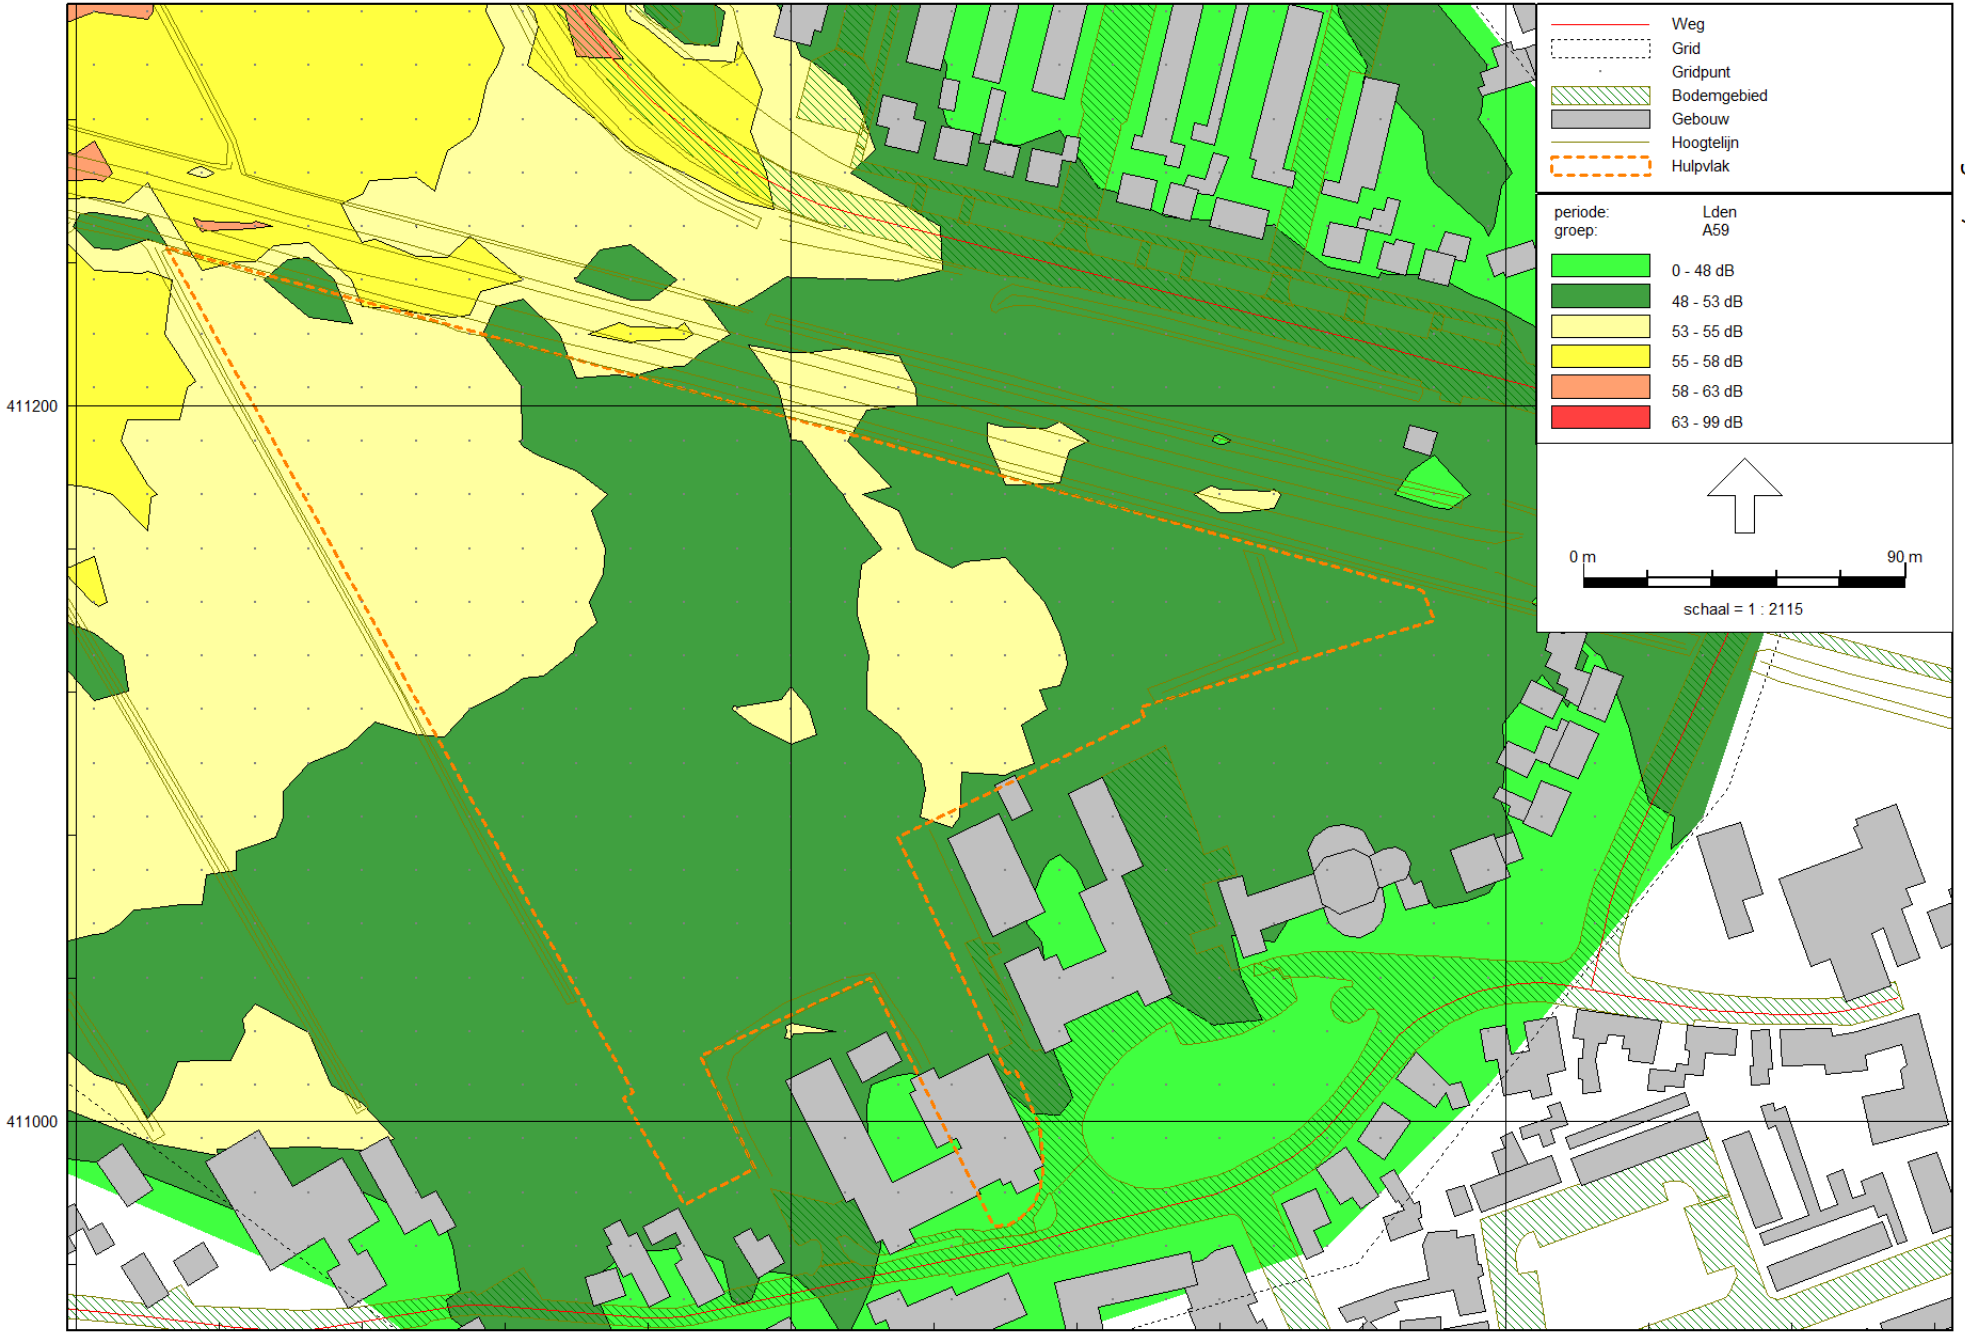 Weg
Grid
Gridpunt
Bodemgebied
Gebouw
Hoogtelijn
Hulpvlak
periode: Lden
groep: A59
0 - 48 dB
48 - 53 dB
53 - 55 dB
55 - 58 dB
58 - 63 dB
63 - 99 dB
0 m 90 m
schaal = 1 : 2115
411200
411000